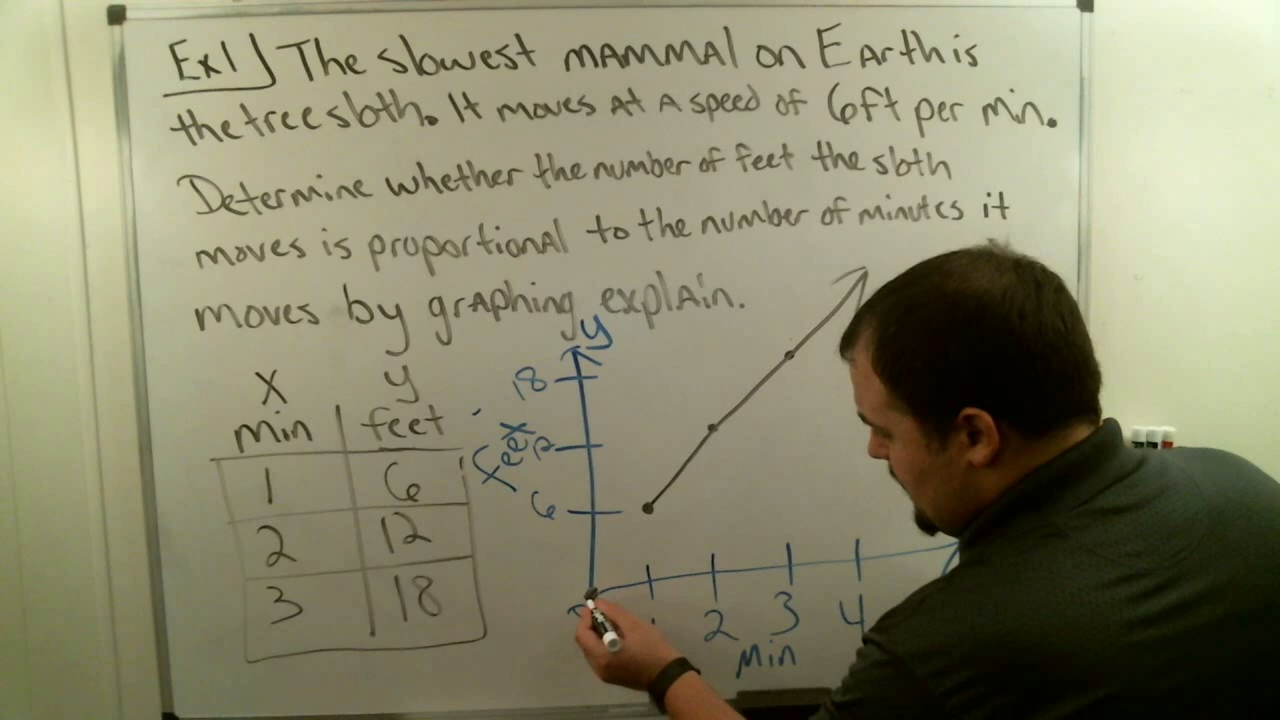 Ex1) The slowest mammal on Earth is
the tree sloth. It moves at a speed of 6ft per min.
Determine whether the number of feet the sloth
moves is proportional to the number of minutes it
moves by graphing explain.
x y
min feet
1 6
2 12
3 18
y
18
12
6
feet
2 3 4
Min